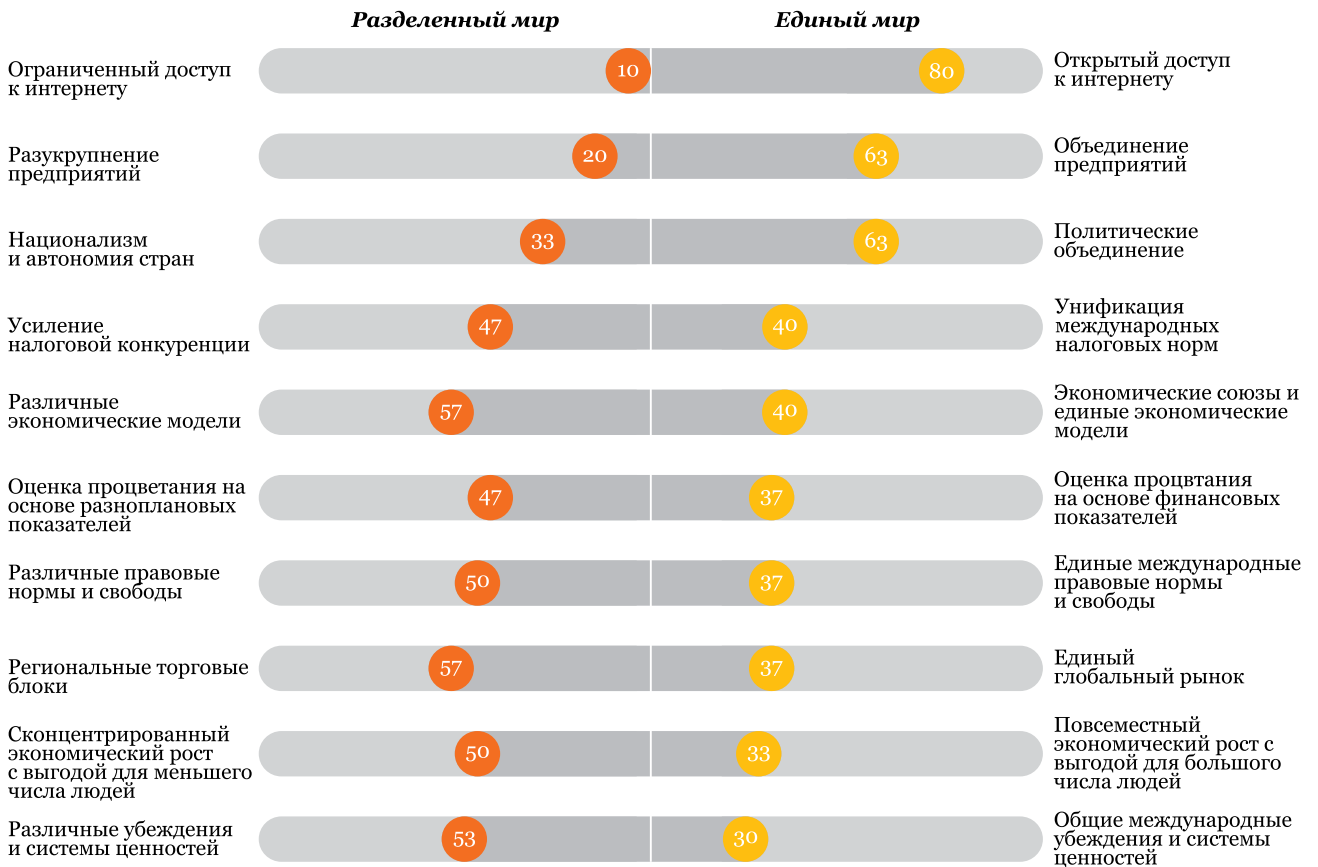 Разделенный мир
Единый мир
Ограниченный доступ
к интернету
10
80
Открытый доступ
к интернету
Разукрупнение
предприятий
20
63
Объединение
предприятий
Национализм
и автономия стран
33
63
Политические
объединение
Усиление
налоговой конкуренции
47
40
Унификация
международных
налоговых норм
Различные
экономические модели
57
40
Экономические союзы и
единые экономические
модели
Оценка процветания на
основе разноплановых
показателей
47
37
Оценка процвтания
на основе финансовых
показателей
Различные правовые
нормы и свободы
50
37
Единые международные
правовые нормы
и свободы
Региональные торговые
блоки
57
37
Единый
глобальный рынок
Сконцентрированный
экономический рост
с выгодой для меньшего
числа людей
50
33
Повсеместный
экономический рост с
выгодой для большого
числа людей
Различные убеждения
и системы ценностей
53
30
Общие международные
убеждения и системы
ценностей